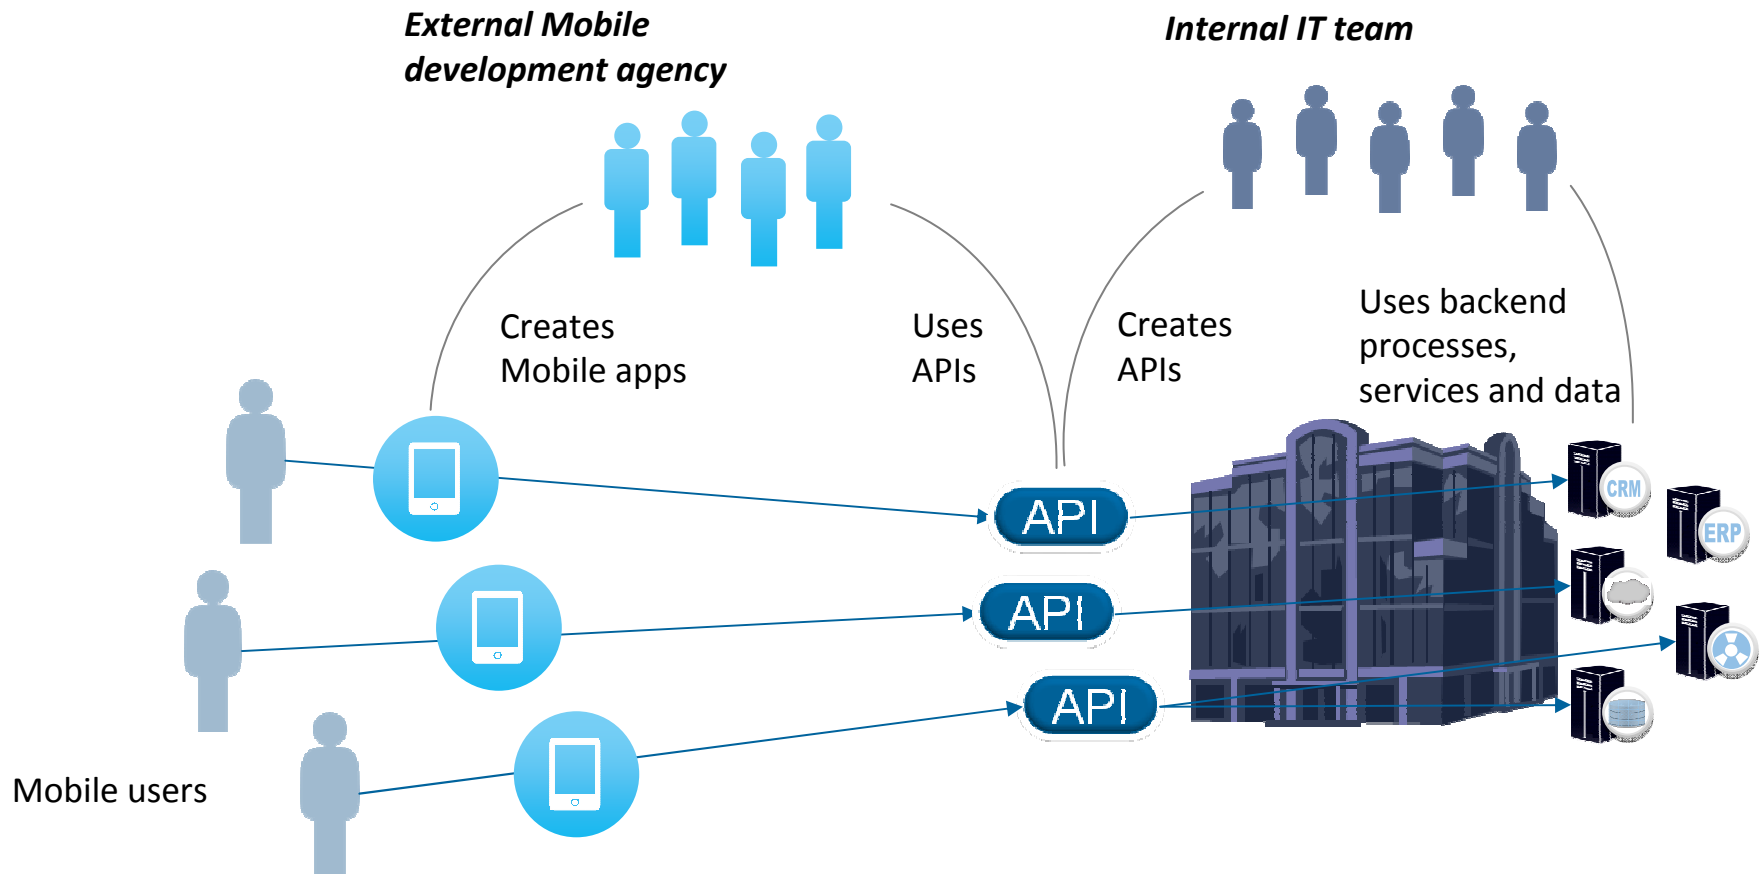 External Mobile
development agency
Internal IT team
Creates
Mobile apps
Uses
APIs
Creates
APIs
Uses backend
processes,
services and data
API
API
API
CRM
ERP
Mobile users